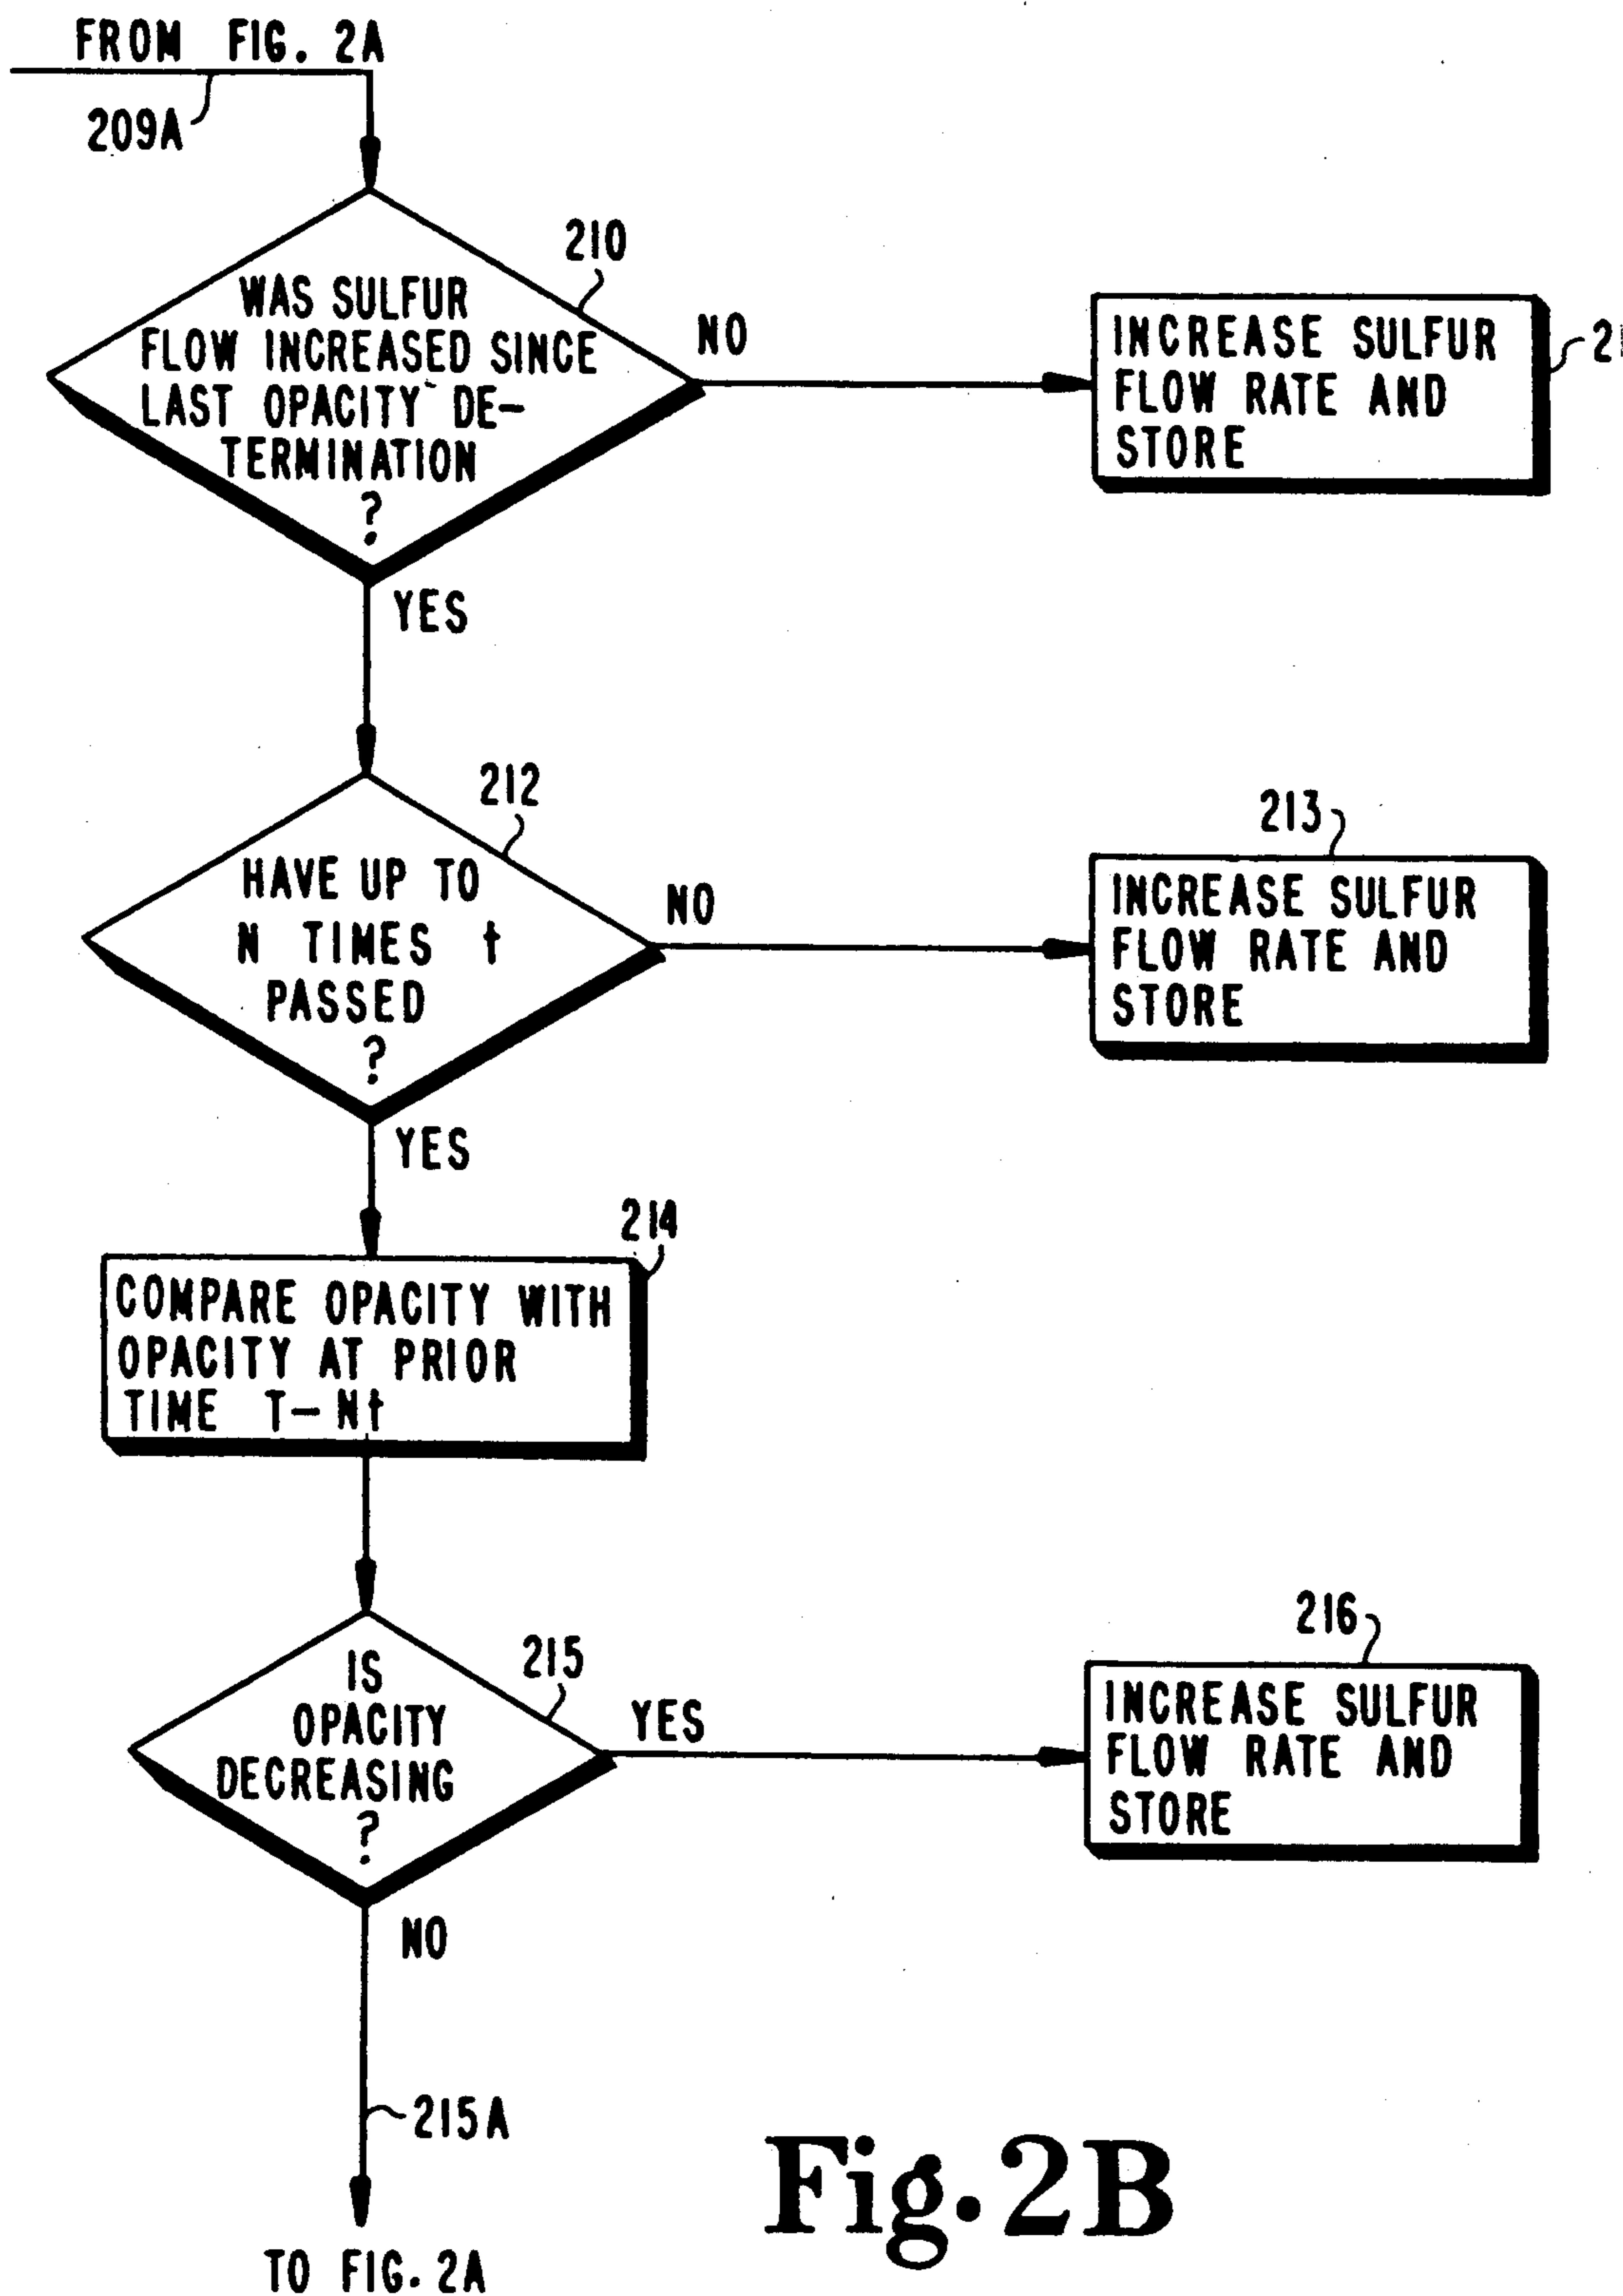 FROM FIG. 2A
209A
210
WAS SULFUR
FLOW INCREASED SINCE
LAST OPACITY DE-
TERMINATION
?
NO
INCREASE SULFUR
FLOW RATE AND
STORE
YES
212
HAVE UP TO
N TIMES t
PASSED
?
NO
213
INCREASE SULFUR
FLOW RATE AND
STORE
YES
214
COMPARE OPACITY WITH
OPACITY AT PRIOR
TIME T-Nt
215
IS
OPACITY
DECREASING
?
YES
216
INCREASE SULFUR
FLOW RATE AND
STORE
NO
215A
TO FIG. 2A
Fig. 2B